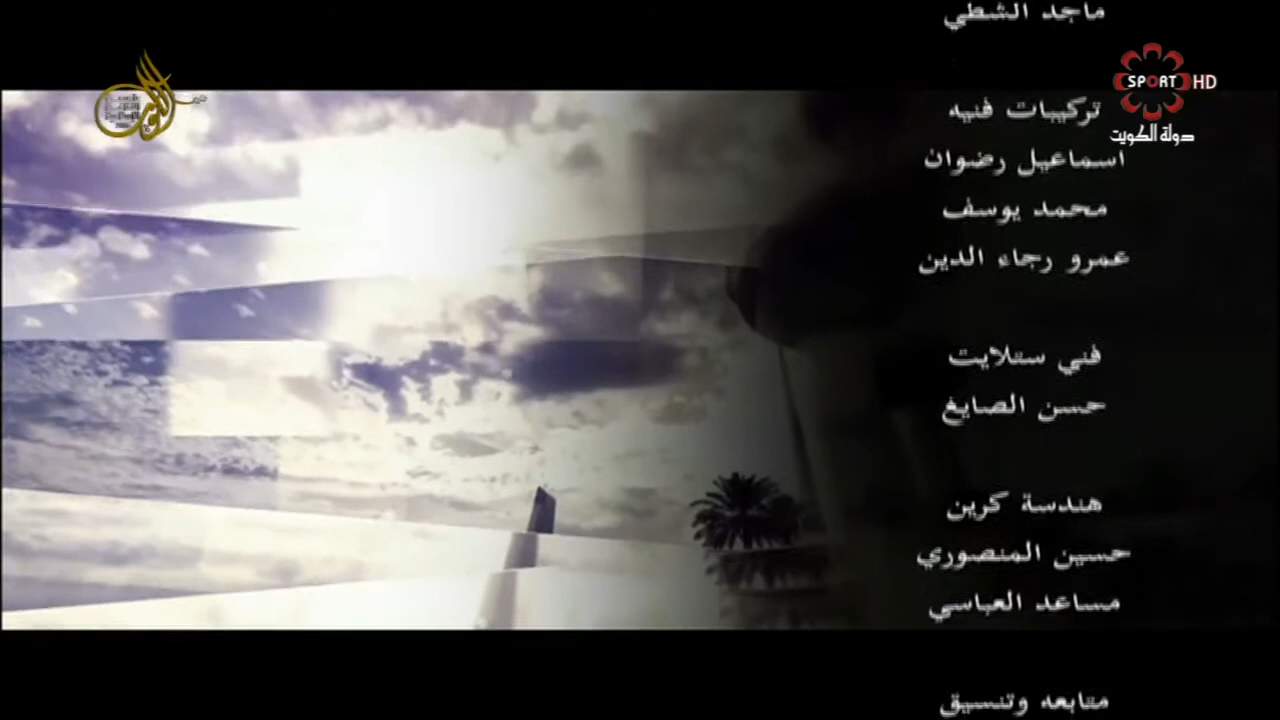 ماجد الشطي
SPORT HD
دولة الكويت
تركيبات فنيه
اسماعيل رضوان
محمد يوسف
عمرو رجاء الدين
فني ستلايت
حسن الصايغ
هندسة كرين
حسين المنصوري
مساعد العباسي
متابعه وتنسيق